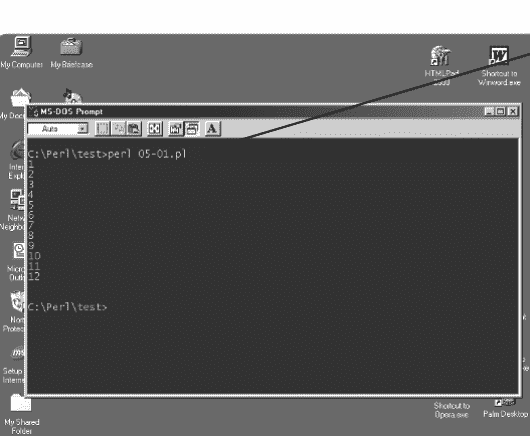 My Computer
My Briefcase
Shortcut to
Winword.exe
MS-DOS Prompt
Auto
A
C:\Perl\test>perl 05-01.pl
1
2
3
4
5
6
7
8
9
10
11
12
C:\Perl\test>
Setup
My Shared
Folder
Shortcut to
Opera.exe
Palm Desktop